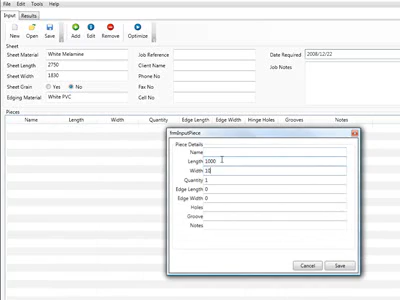 File Edit Tools Help
Input Results
New Open Save Add Edit Remove Optimize
Sheet
Sheet Material White Melamine Job Reference Date Required 2008/12/22
Sheet Length 2750 Client Name Job Notes
Sheet Width 1830 Phone No
Sheet Grain Yes No Fax No
Edging Material White PVC Cell No
Pieces
Name Length Width Quantity Edge Length Edge Width Hinge Holes Grooves Notes
frmInputPiece
Piece Details
Name
Length 1000
Width 10
Quantity 1
Edge Length 0
Edge Width 0
Holes
Groove
Notes
Cancel Save